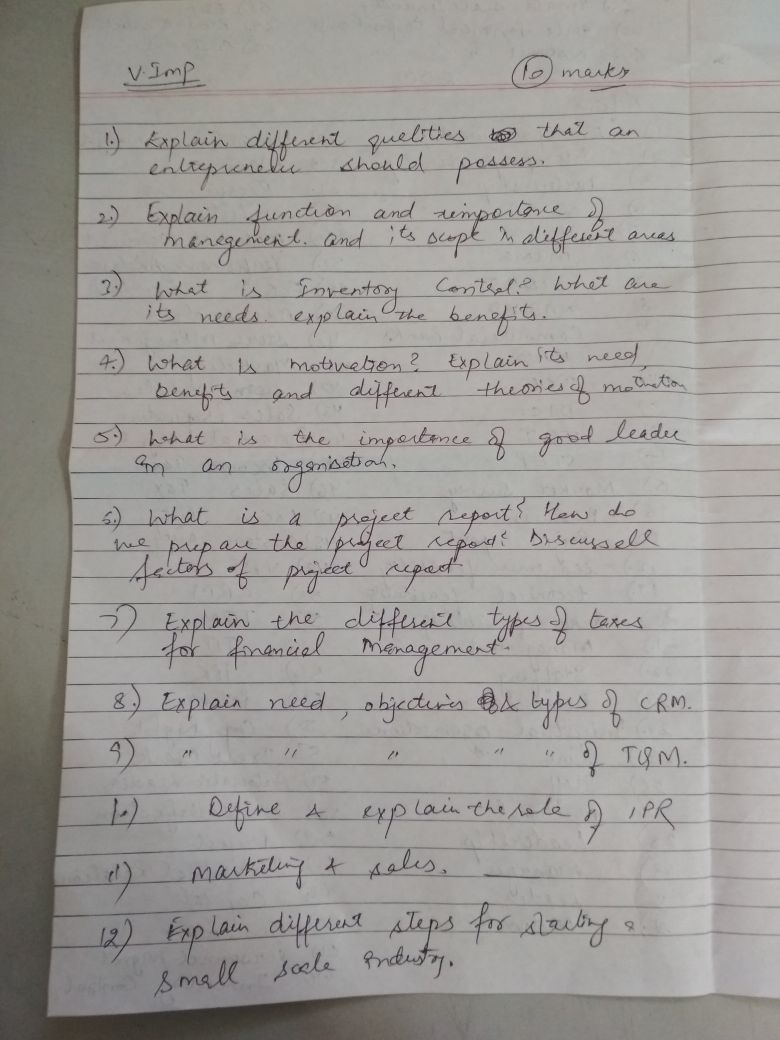 V. Imp
10 marks
1.) Explain different quelities that an
entrepreneur should possess.
2.) Explain function and importance of
management. and its scope in different areas
3.) What is Inventory Control? What are
its needs. explain the benefits.
4.) What is motivation? Explain its need,
benefits and different theories of motivation
5.) What is the importance of good leader
in an organisation.
6.) What is a project report? How do
we prepare the project report? Discuss all
factors of project report
7) Explain the different types of taxes
for financial management.
8.) Explain need, objectives & types of CRM.
9) " " " " " of TQM.
10.) Define & explain the role of IPR
11) Marketing & sales.
12) Explain different steps for starting a
small scale industry.